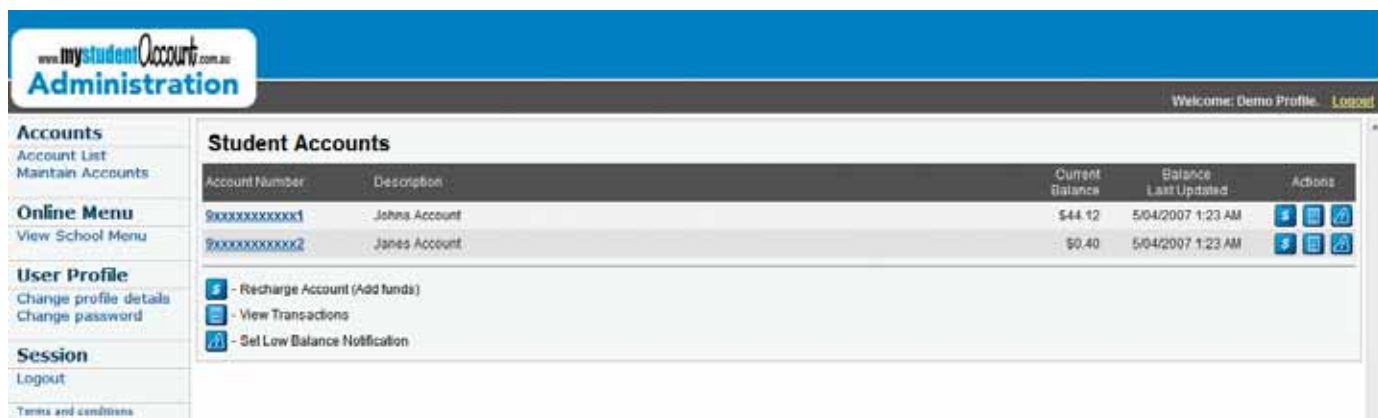 www.mystudentAccount.com.au
Administration
Welcome: Demo Profile. Logout
Accounts
Account List
Maintain Accounts
Online Menu
View School Menu
User Profile
Change profile details
Change password
Session
Logout
Terms and conditions
Student Accounts
Account Number Description Current Balance Balance Last Updated Actions
9xxxxxxxxxxx1 Johns Account $44.12 5/04/2007 1:23 AM
9xxxxxxxxxxx2 Janes Account $0.40 5/04/2007 1:23 AM
$ - Recharge Account (Add funds)
- View Transactions
- Set Low Balance Notification